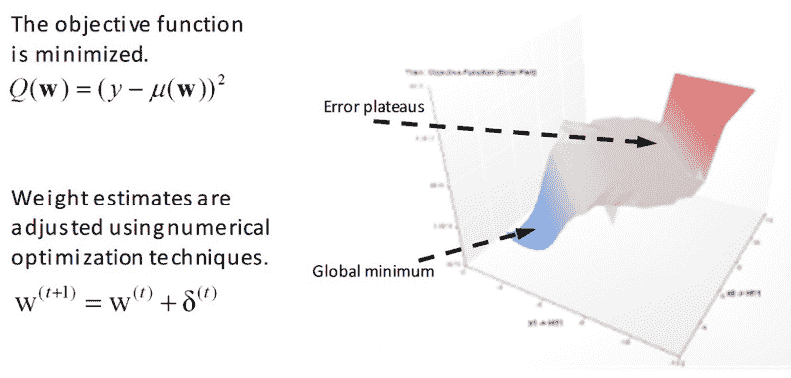 The objective function
is minimized.
Q(w) = (y − μ(w))²
Weight estimates are
adjusted using numerical
optimization techniques.
w^(t+1) = w^(t) + δ^(t)
Error plateaus
Global minimum